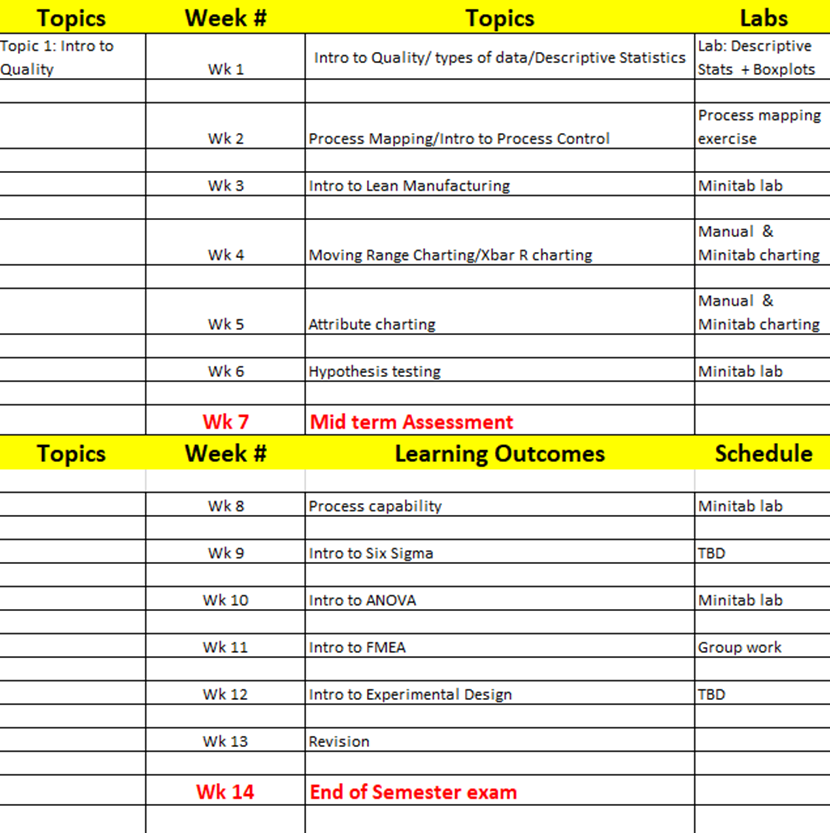 Topics Week # Topics Labs
Topic 1: Intro to Quality Wk 1 Intro to Quality/ types of data/Descriptive Statistics Lab: Descriptive Stats + Boxplots
Wk 2 Process Mapping/Intro to Process Control Process mapping exercise
Wk 3 Intro to Lean Manufacturing Minitab lab
Wk 4 Moving Range Charting/Xbar R charting Manual & Minitab charting
Wk 5 Attribute charting Manual & Minitab charting
Wk 6 Hypothesis testing Minitab lab
Wk 7 Mid term Assessment
Topics Week # Learning Outcomes Schedule
Wk 8 Process capability Minitab lab
Wk 9 Intro to Six Sigma TBD
Wk 10 Intro to ANOVA Minitab lab
Wk 11 Intro to FMEA Group work
Wk 12 Intro to Experimental Design TBD
Wk 13 Revision
Wk 14 End of Semester exam